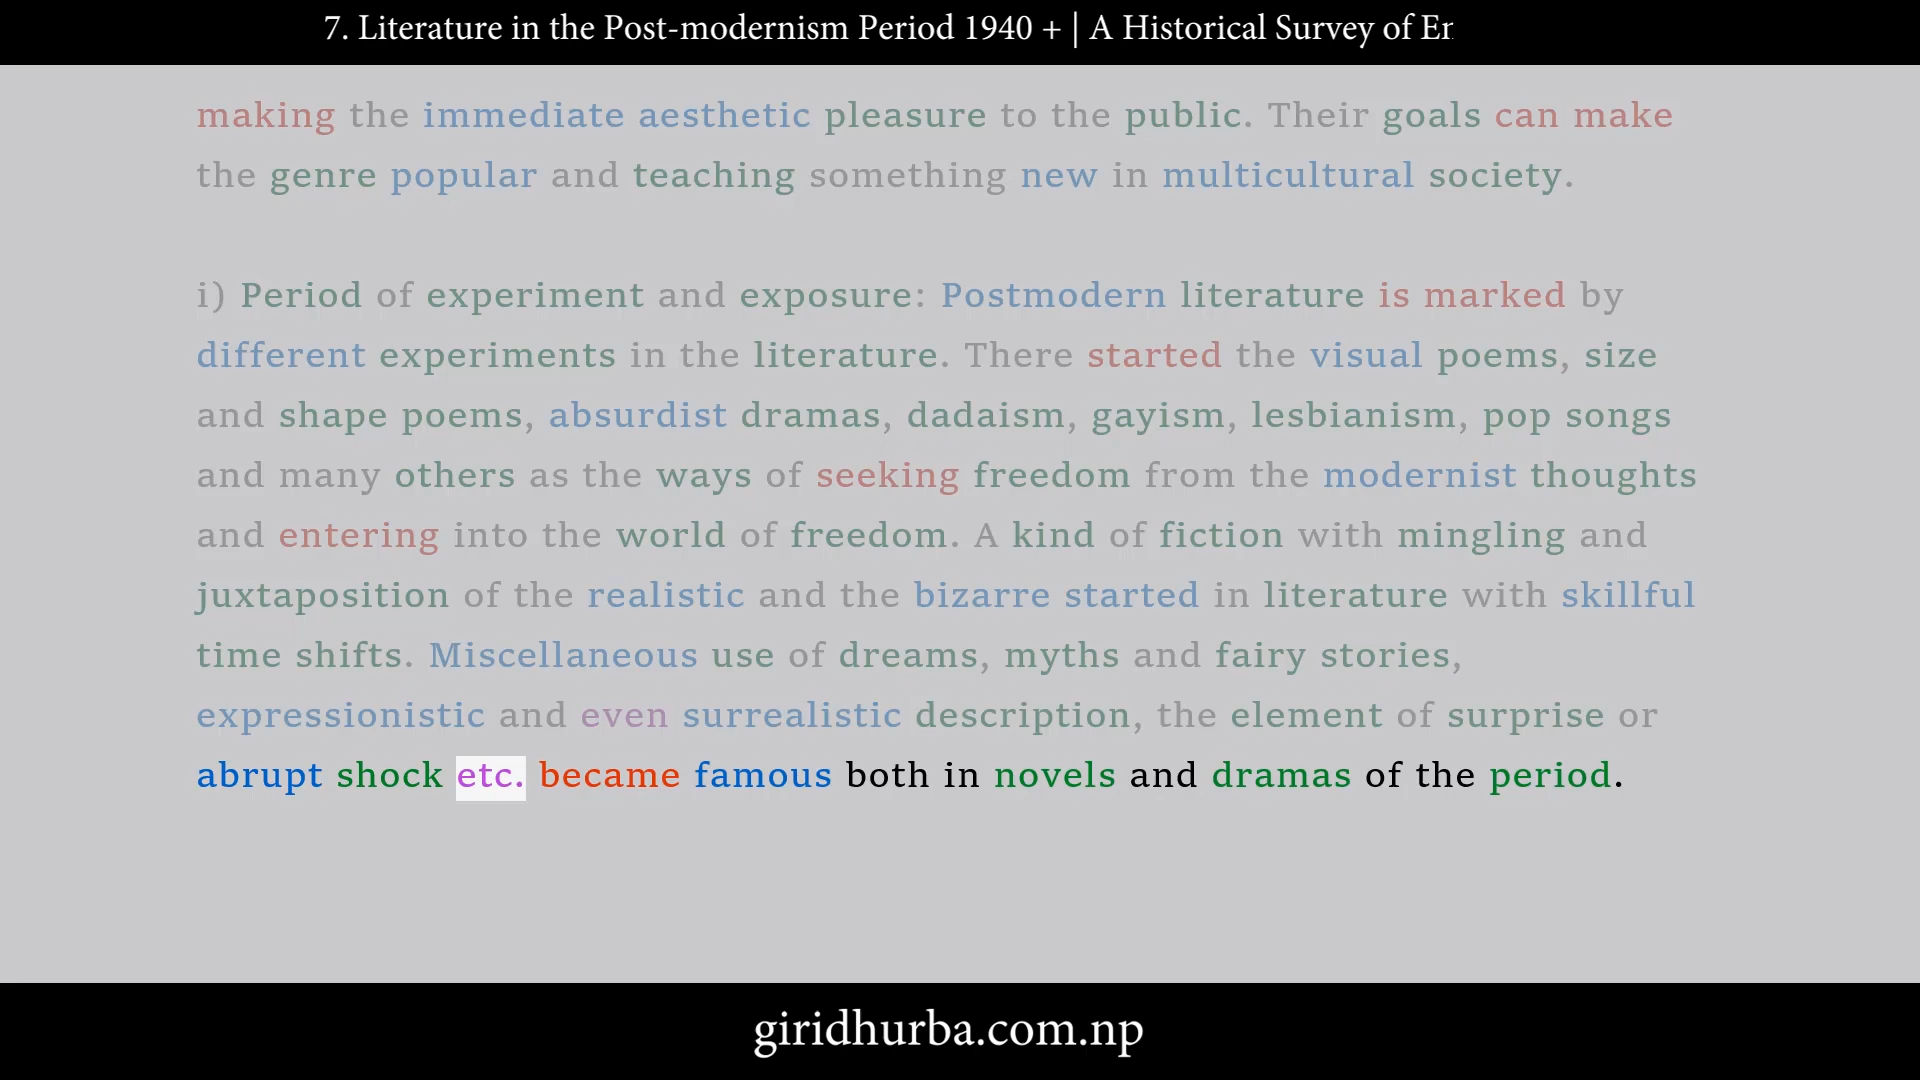 7. Literature in the Post-modernism Period 1940 + | A Historical Survey of Er
making the immediate aesthetic pleasure to the public. Their goals can make
the genre popular and teaching something new in multicultural society.
i) Period of experiment and exposure: Postmodern literature is marked by
different experiments in the literature. There started the visual poems, size
and shape poems, absurdist dramas, dadaism, gayism, lesbianism, pop songs
and many others as the ways of seeking freedom from the modernist thoughts
and entering into the world of freedom. A kind of fiction with mingling and
juxtaposition of the realistic and the bizarre started in literature with skillful
time shifts. Miscellaneous use of dreams, myths and fairy stories,
expressionistic and even surrealistic description, the element of surprise or
abrupt shock etc. became famous both in novels and dramas of the period.
giridhurba.com.np